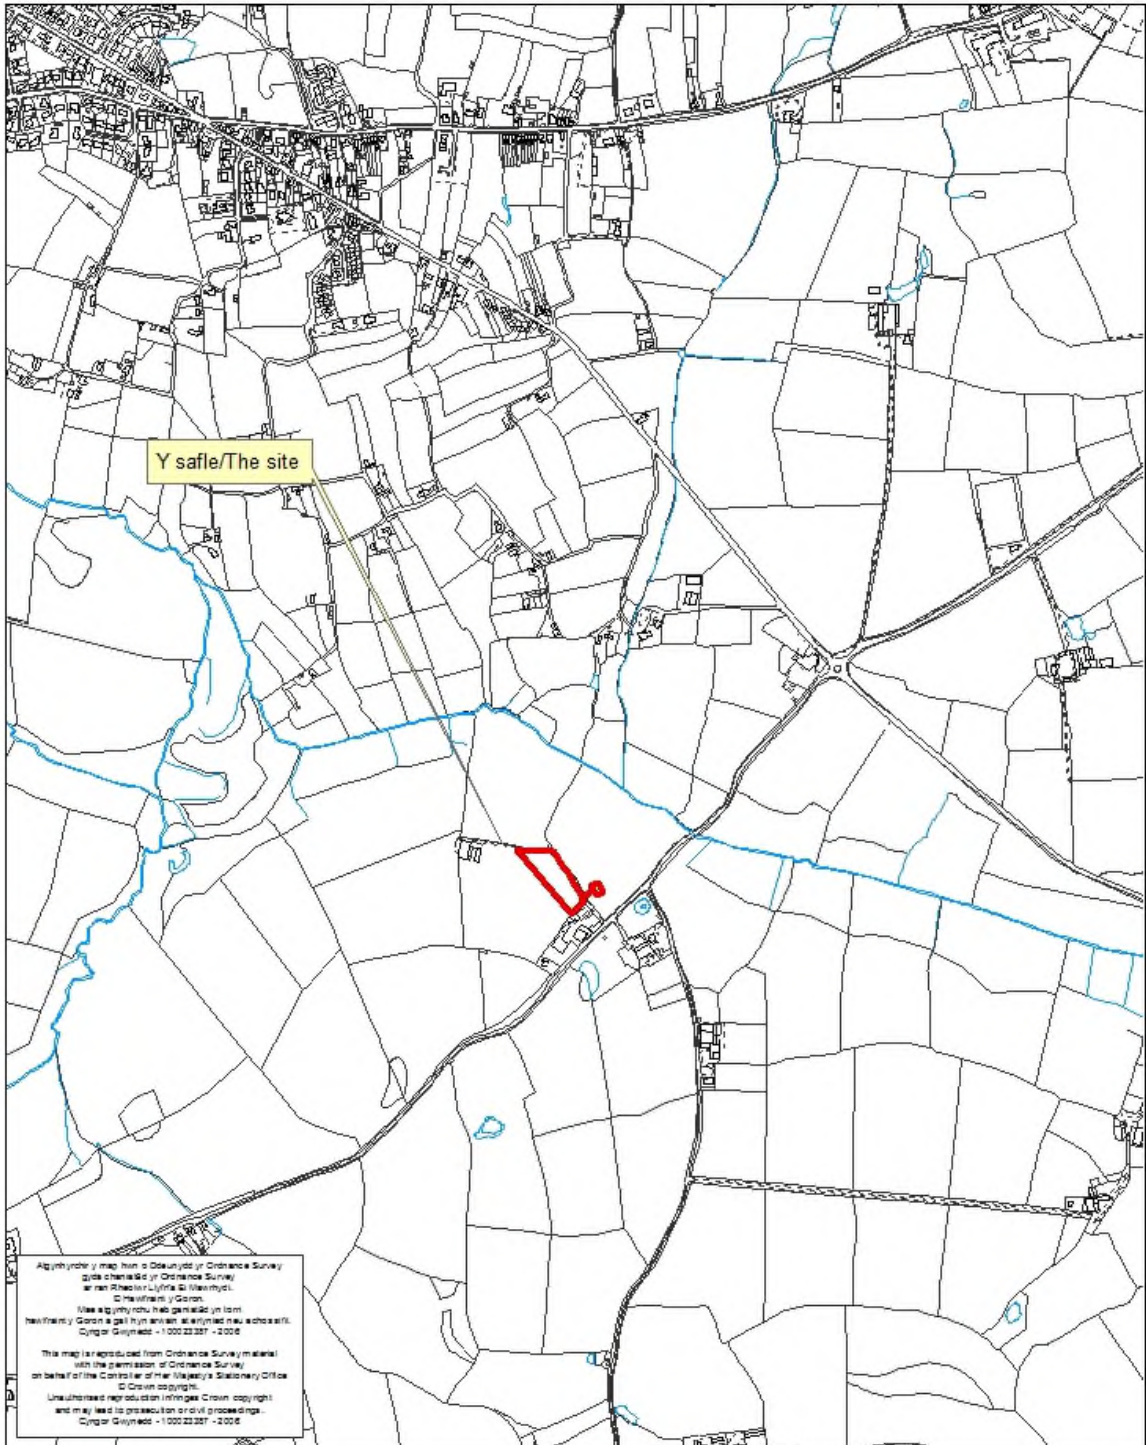 Y safle/The site
Algynhyrchir y map hwn o Ddeunydd yr Ordnance Survey
gyda chaniatâd yr Ordnance Survey
ar ran Rheolwr Llyfrfa Ei Mawrhydi.
© Hawlfraint y Goron.
Mae algynhyrchu heb ganiatâd yn torri
hawlfraint y Goron a gall hyn arwain at erlyniad neu achos sifil.
Cyngor Gwynedd - 100023387 - 2006
This map is reproduced from Ordnance Survey material
with the permission of Ordnance Survey
on behalf of the Controller of Her Majesty's Stationery Office
© Crown copyright.
Unauthorised reproduction infringes Crown copyright
and may lead to prosecution or civil proceedings.
Cyngor Gwynedd - 100023387 - 2006